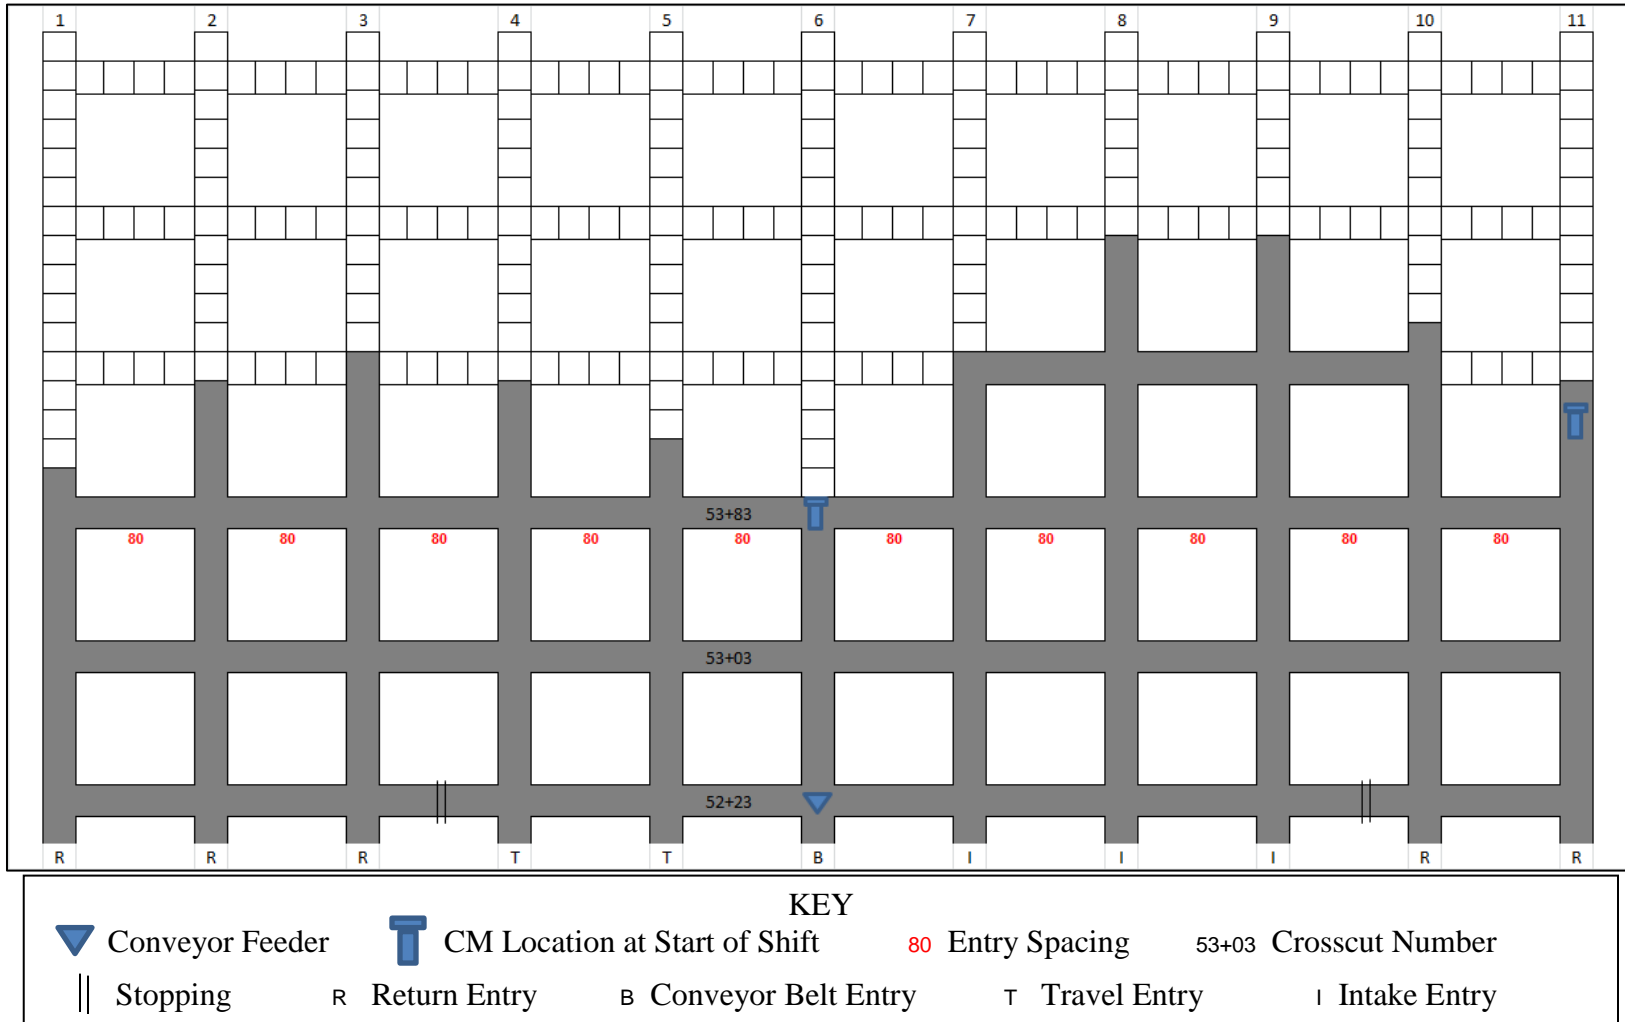 1 2 3 4 5 6 7 8 9 10 11
53+83
80 80 80 80 80 80 80 80 80 80
53+03
52+23
R R R T T B I I I R R
KEY
Conveyor Feeder CM Location at Start of Shift 80 Entry Spacing 53+03 Crosscut Number
Stopping R Return Entry B Conveyor Belt Entry T Travel Entry I Intake Entry